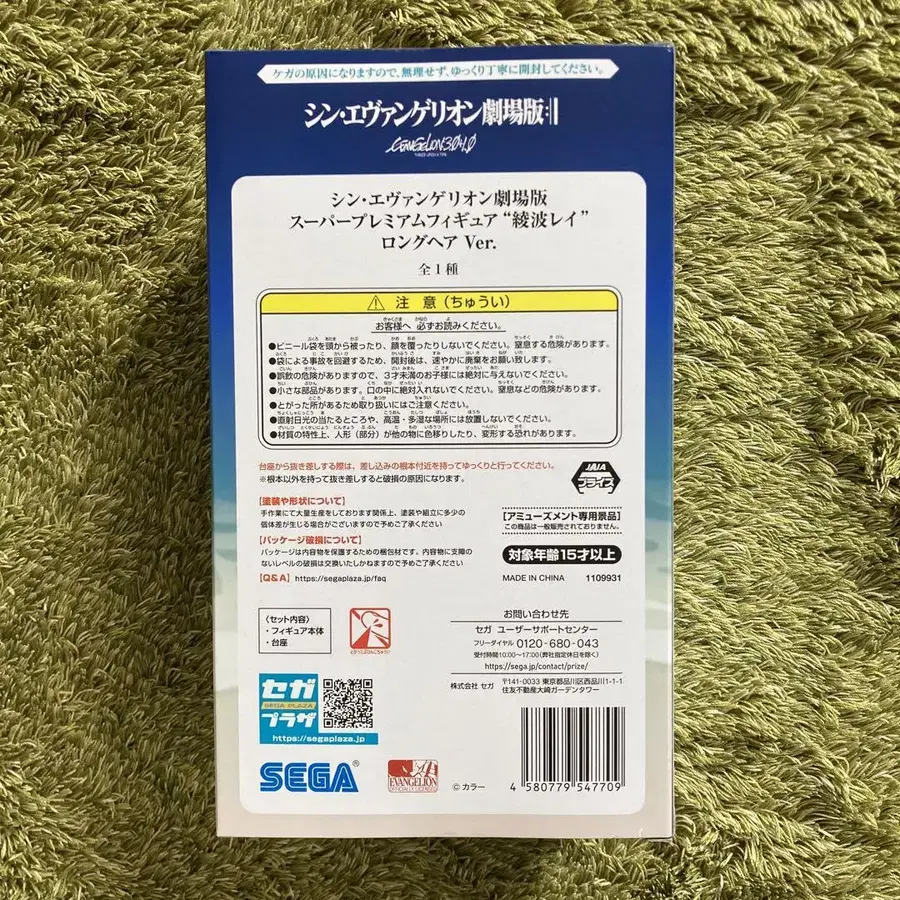 ケガの原因になりますので、無理せず、ゆっくり丁寧に開封してください。
シン・エヴァンゲリオン劇場版:||
EVANGELION:3.0+1.0
シン・エヴァンゲリオン劇場版
スーパープレミアムフィギュア“綾波レイ”
ロングヘア Ver.
全1種
⚠ 注意(ちゅうい)
お客様へ 必ずお読みください。
●ビニール袋を頭から被ったり、顔を覆ったりしないでください。窒息する危険があります。
●袋による事故を回避するため、開封後は、速やかに廃棄をお願い致します。
●誤飲の危険がありますので、3才未満のお子様には絶対に与えないでください。
●小さな部品があります。口の中に絶対入れないでください。窒息などの危険があります。
●とがった所があるため取り扱いにはご注意ください。
●直射日光の当たるところや、高温・多湿な場所には放置しないでください。
●材質の特性上、人形(部分)が他の物に色移りしたり、変形する恐れがあります。
台座から抜き差しする際は、差し込みの根本付近を持ってゆっくりと行ってください。
※根本以外を持って抜き差しすると破損の原因になります。
JAIA
プライズ
【塗装や形状について】
手作業にて大量生産をしております関係上、塗装や組立に多少の
個体差が生じる場合がございますので予めご了承ください
【パッケージ破損について】
パッケージは内容物を保護するための梱包材です。内容物に支障の
ないレベルの破損は交換いたしかねますので予めご了承ください
【Q&A】https://segaplaza.jp/faq
【アミューズメント専用景品】
この商品は一般販売されておりません。
対象年齢15才以上
MADE IN CHINA 1109931
〈セット内容〉
・フィギュア本体
・台座
とがりぶひんにちゅうい
お問い合わせ先
セガ ユーザーサポートセンター
フリーダイヤル 0120-680-043
受付時間10:00〜17:00(弊社指定休日を除く)
https://sega.jp/contact/prize/
株式会社 セガ 〒141-0033 東京都品川区西品川1-1-1
住友不動産大崎ガーデンタワー
セガ
SEGA PLAZA
プラザ
https://segaplaza.jp
SEGA®
EVANGELION
OFFICIALLY LICENSED
©カラー
4 580779 547709